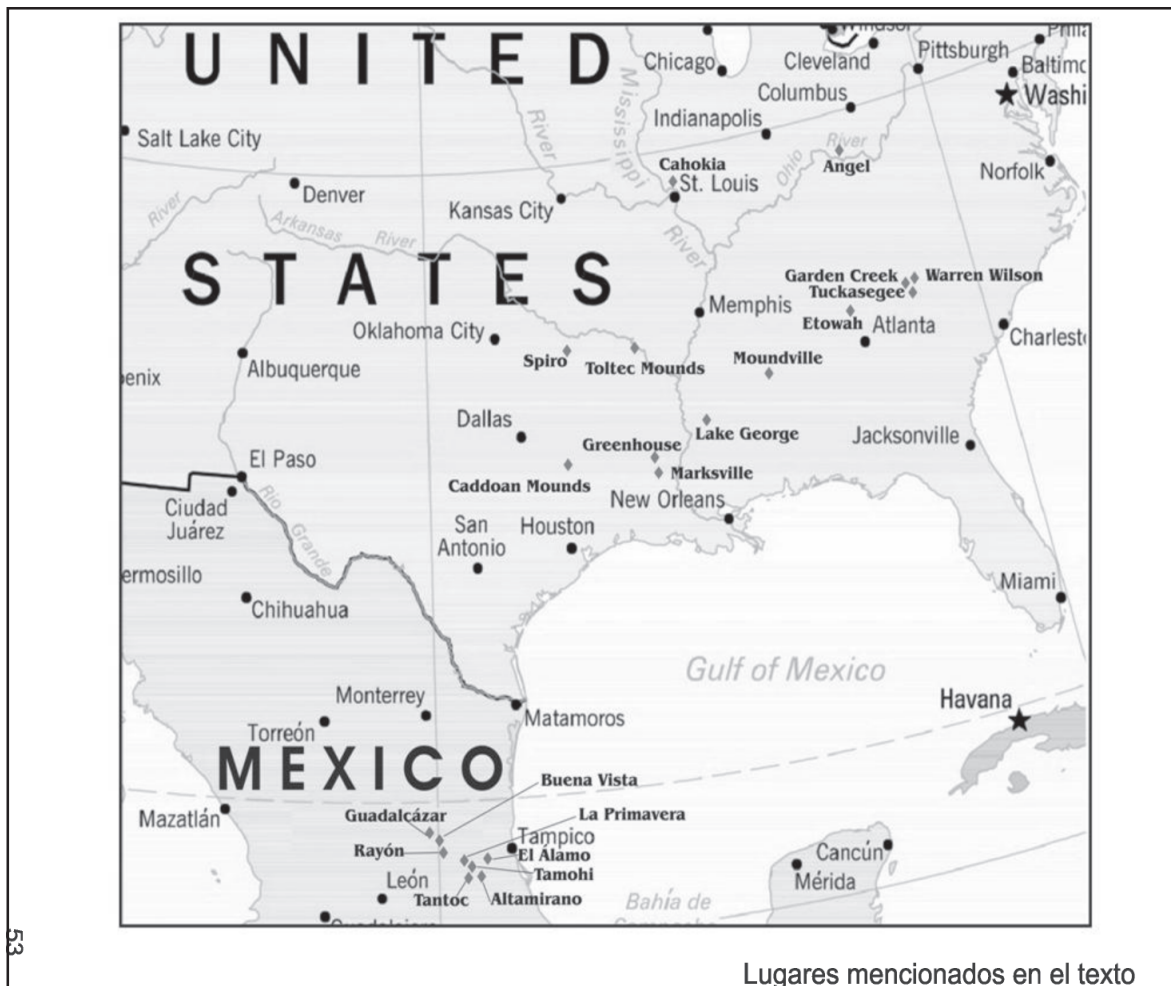 UNITED
Chicago
Cleveland
Pittsburgh
Columbus
Indianapolis
Salt Lake City
Mississippi
River
River
Ohio
Angel
Norfolk
Cahokia
St. Louis
Denver
Kansas City
River
Arkansas River
River
STATES
Garden Creek
Warren Wilson
Tuckasegee
Memphis
Etowah
Atlanta
Oklahoma City
Spiro
Toltec Mounds
Moundville
Albuquerque
Dallas
Lake George
Jacksonville
Greenhouse
Marksville
Caddoan Mounds
El Paso
Ciudad
Juárez
Rio Grande
New Orleans
San
Antonio
Houston
Miami
ermosillo
enix
Chihuahua
Gulf of Mexico
Monterrey
Havana
Torreón
Matamoros
MEXICO
Buena Vista
Mazatlán
Guadalcázar
La Primavera
Rayón
Tampico
El Álamo
Cancún
Tamohi
Mérida
León
Tantoc
Altamirano
Bahía de
53
Lugares mencionados en el texto